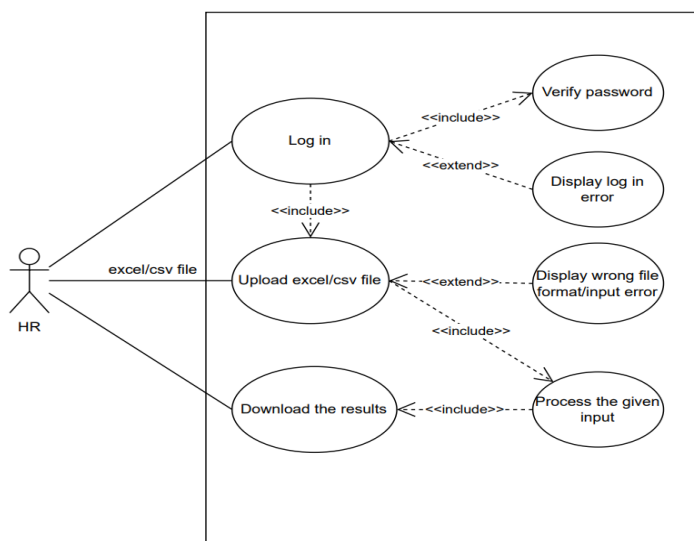 Verify password
<<include>>
Log in
<<extend>>
Display log in
error
<<include>>
excel/csv file
Upload excel/csv file
<<extend>>
Display wrong file
format/input error
HR
<<include>>
Download the results
<<include>>
Process the given
input